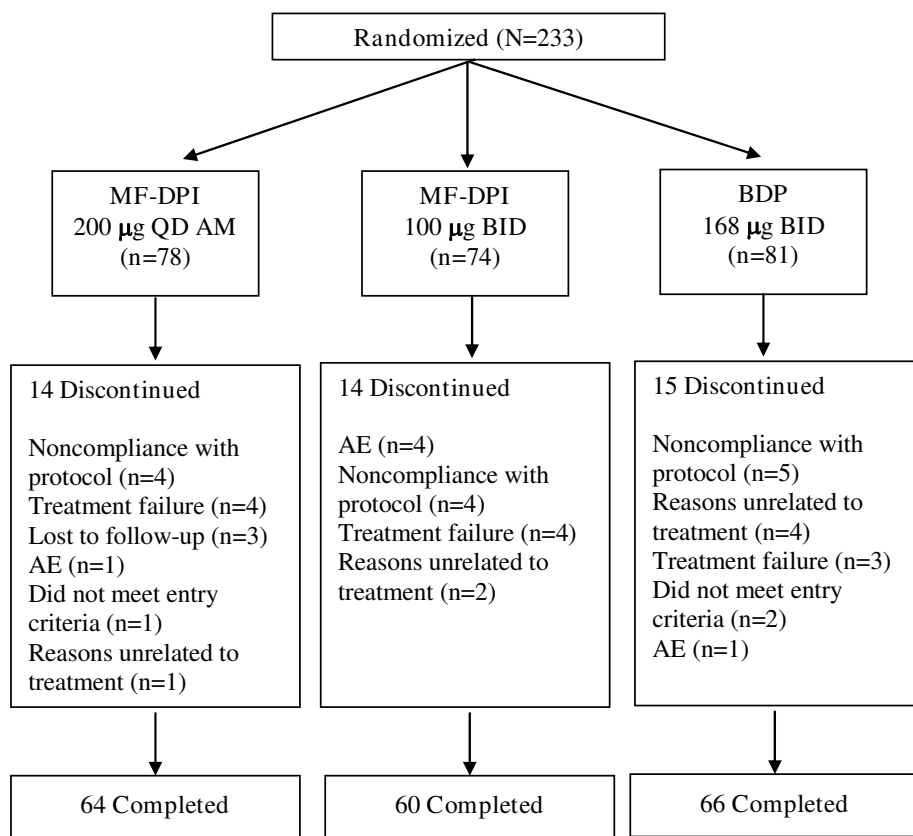 Randomized (N=233)
MF-DPI
200 μg QD AM
(n=78)
MF-DPI
100 μg BID
(n=74)
BDP
168 μg BID
(n=81)
14 Discontinued
Noncompliance with
protocol (n=4)
Treatment failure (n=4)
Lost to follow-up (n=3)
AE (n=1)
Did not meet entry
criteria (n=1)
Reasons unrelated to
treatment (n=1)
14 Discontinued
AE (n=4)
Noncompliance with
protocol (n=4)
Treatment failure (n=4)
Reasons unrelated to
treatment (n=2)
15 Discontinued
Noncompliance with
protocol (n=5)
Reasons unrelated to
treatment (n=4)
Treatment failure (n=3)
Did not meet entry
criteria (n=2)
AE (n=1)
64 Completed
60 Completed
66 Completed